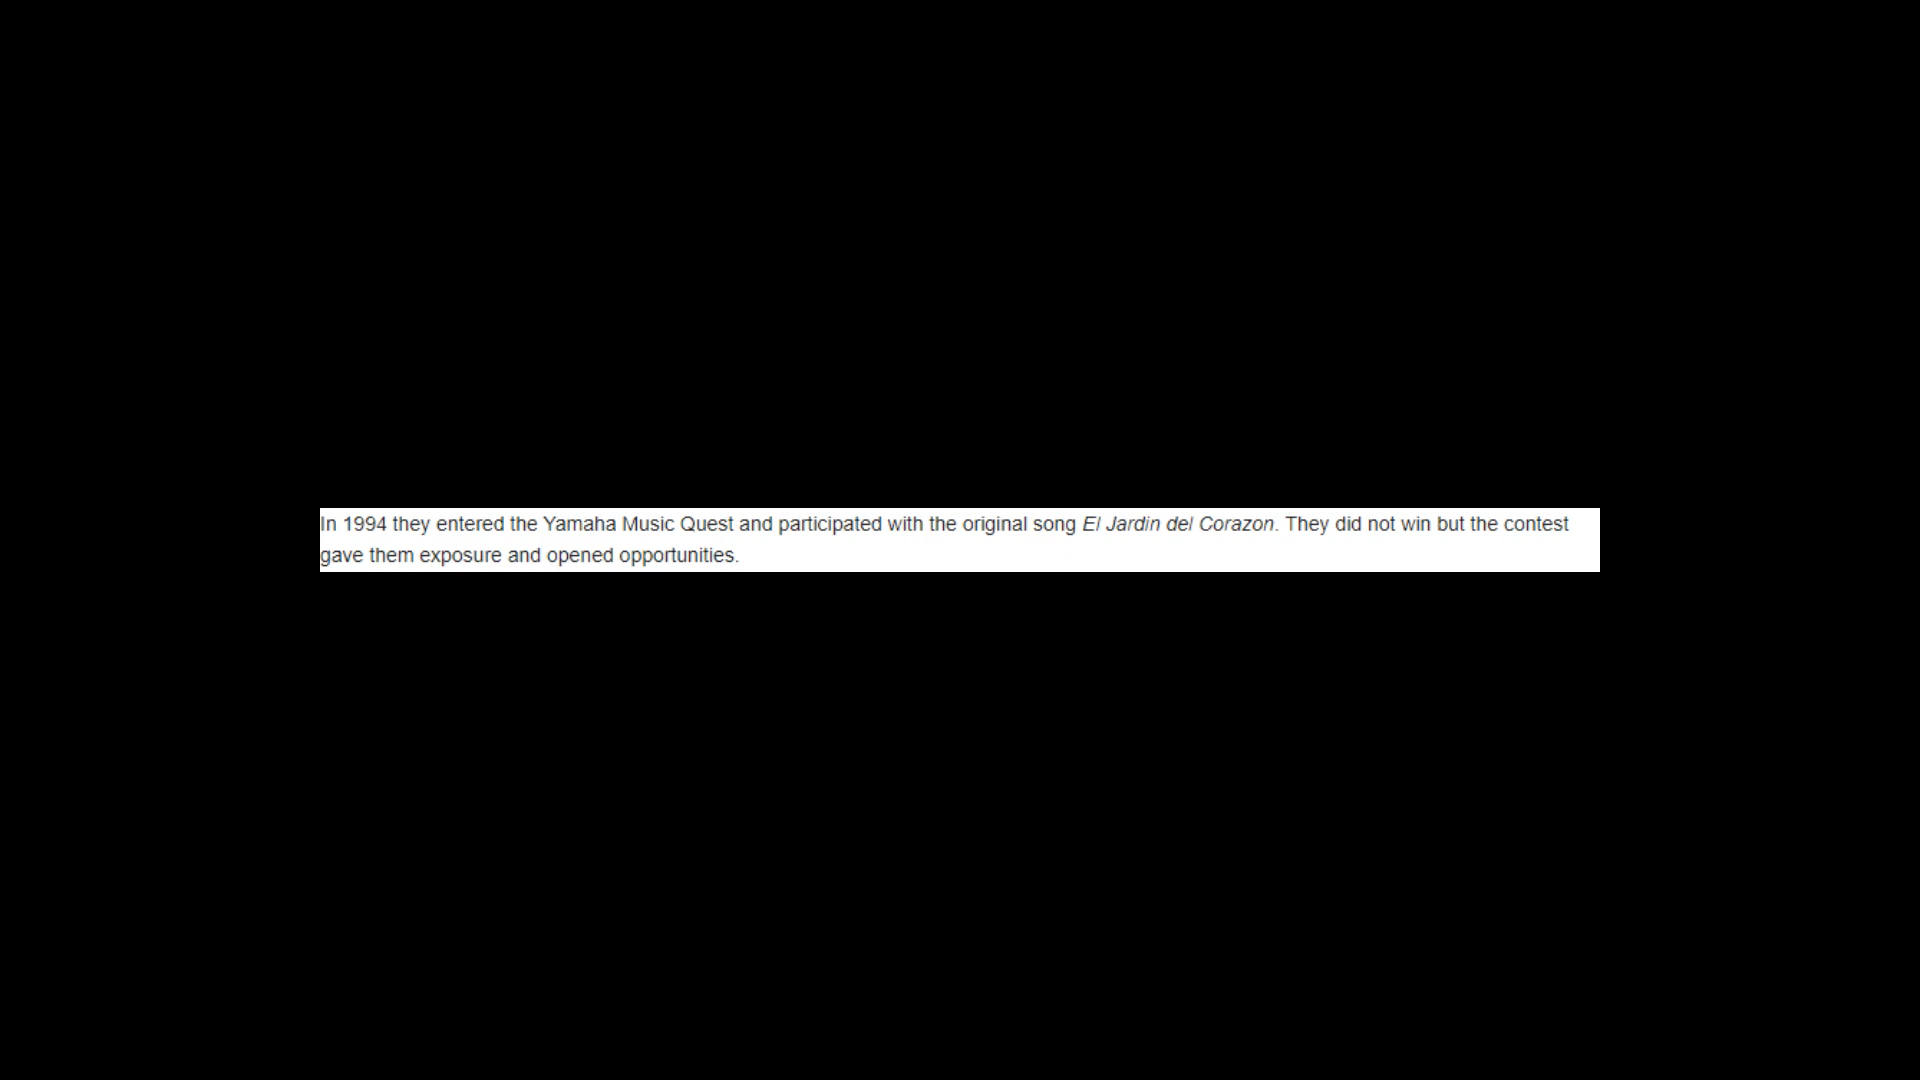 In 1994 they entered the Yamaha Music Quest and participated with the original song El Jardin del Corazon. They did not win but the contest
gave them exposure and opened opportunities.